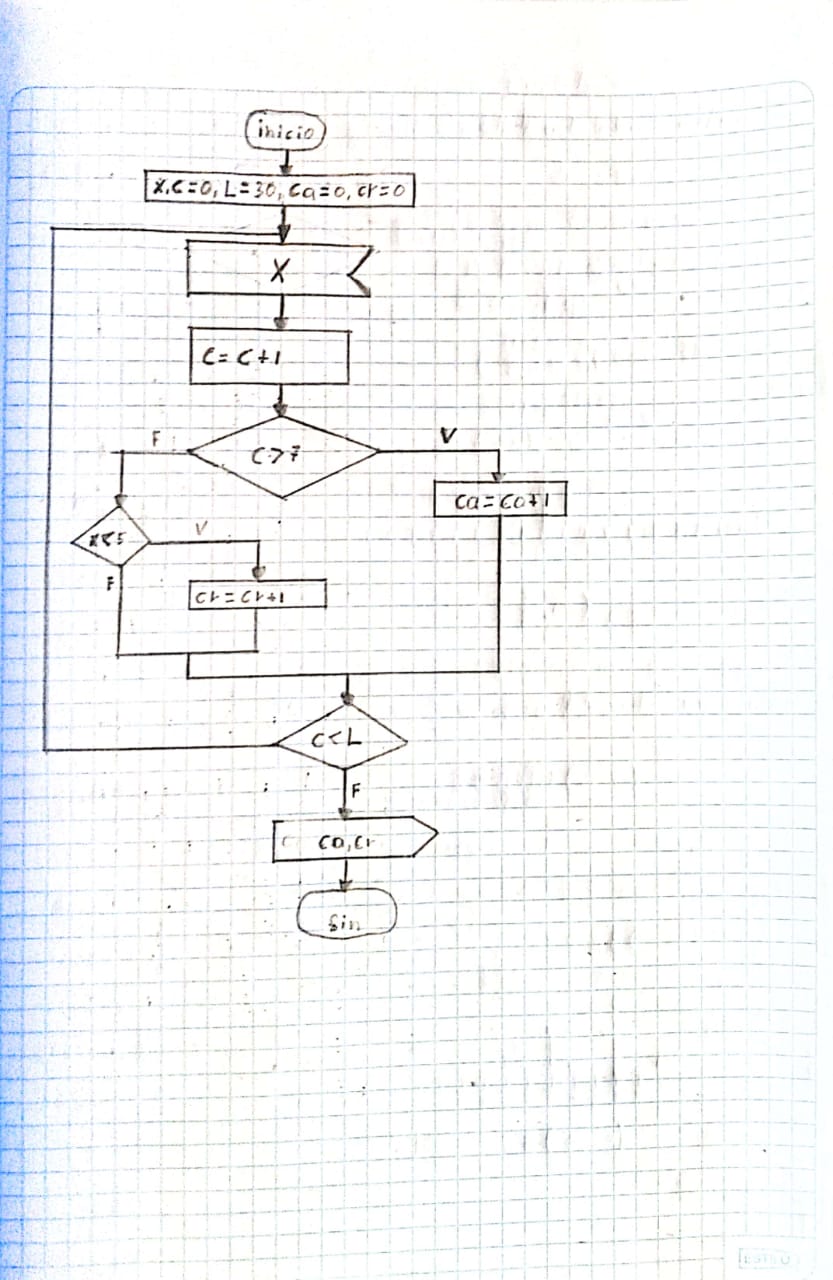 inicio
x,c=0, L=30, ca=0, cr=0
X
c= c+1
F
V
c>7
ca=ca+1
x<5
V
F
cr=cr+1
c<L
F
ca,cr
fin